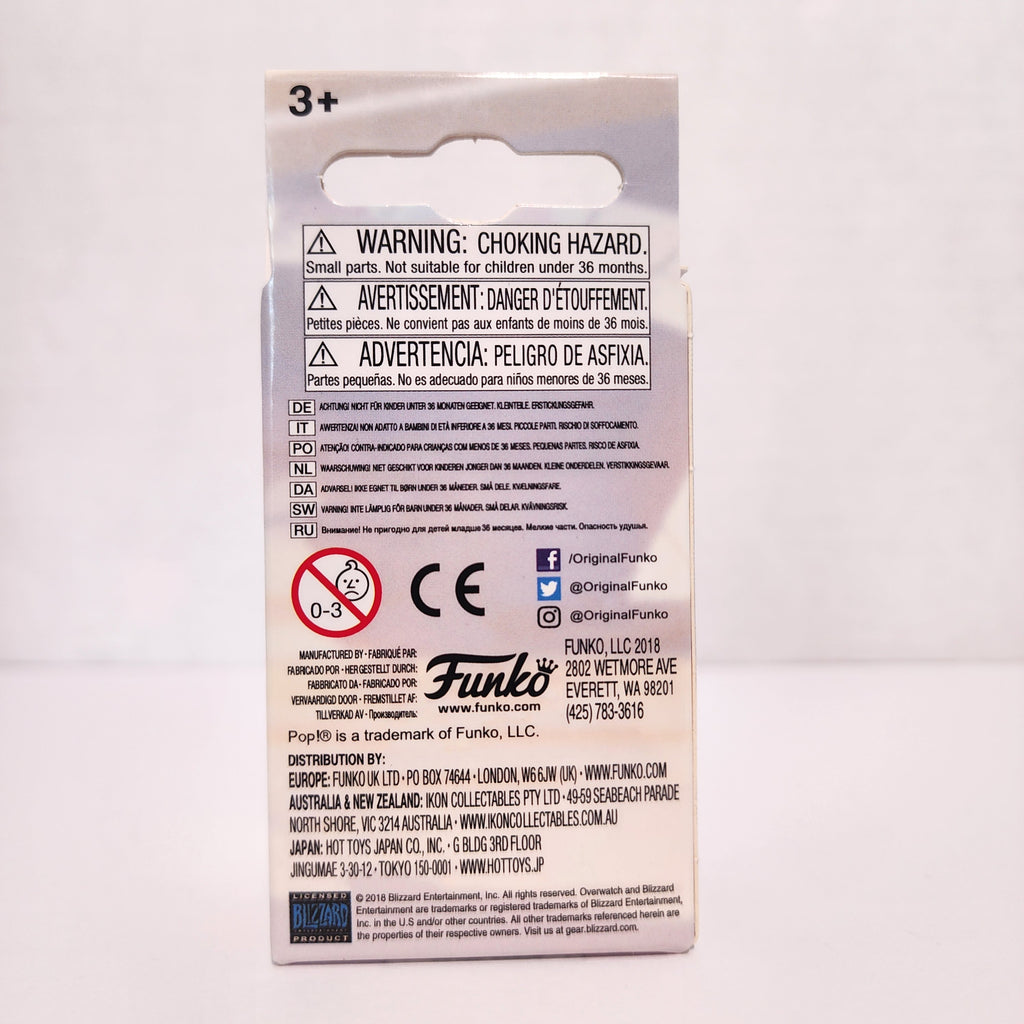 3+
WARNING: CHOKING HAZARD.
Small parts. Not suitable for children under 36 months.
AVERTISSEMENT: DANGER D'ÉTOUFFEMENT.
Petites pièces. Ne convient pas aux enfants de moins de 36 mois.
ADVERTENCIA: PELIGRO DE ASFIXIA.
Partes pequeñas. No es adecuado para niños menores de 36 meses.
DE ACHTUNG! NICHT FÜR KINDER UNTER 36 MONATEN GEEIGNET. KLEINTEILE. ERSTICKUNGSGEFAHR.
IT AVVERTENZA! NON ADATTO A BAMBINI DI ETÀ INFERIORE A 36 MESI. PICCOLE PARTI. RISCHIO DI SOFFOCAMENTO.
PO ATENÇÃO! CONTRA-INDICADO PARA CRIANÇAS COM MENOS DE 36 MESES. PEQUENAS PARTES. RISCO DE ASFIXIA.
NL WAARSCHUWING! NIET GESCHIKT VOOR KINDEREN JONGER DAN 36 MAANDEN. KLEINE ONDERDELEN. VERSTIKKINGSGEVAAR.
DA ADVARSEL! IKKE EGNET TIL BØRN UNDER 36 MÅNEDER. SMÅ DELE. KVÆLNINGSFARE.
SW VARNING! INTE LÄMPLIG FÖR BARN UNDER 36 MÅNADER. SMÅ DELAR. KVÄVNINGSRISK.
RU Внимание! Не пригодно для детей младше 36 месяцев. Мелкие части. Опасность удушья.
0-3
CE
/OriginalFunko
@OriginalFunko
@OriginalFunko
MANUFACTURED BY • FABRIQUÉ PAR:
FABRICADO POR • HERGESTELLT DURCH:
FABBRICATO DA • FABRICADO POR:
VERVAARDIGD DOOR • FREMSTILLET AF:
TILLVERKAD AV • Производитель:
Funko
www.funko.com
FUNKO, LLC 2018
2802 WETMORE AVE
EVERETT, WA 98201
(425) 783-3616
Pop!® is a trademark of Funko, LLC.
DISTRIBUTION BY:
EUROPE: FUNKO UK LTD • PO BOX 74644 • LONDON, W6 6JW (UK) • WWW.FUNKO.COM
AUSTRALIA & NEW ZEALAND: IKON COLLECTABLES PTY LTD • 49-59 SEABEACH PARADE
NORTH SHORE, VIC 3214 AUSTRALIA • WWW.IKONCOLLECTABLES.COM.AU
JAPAN: HOT TOYS JAPAN CO., INC. • G BLDG 3RD FLOOR
JINGUMAE 3-30-12 • TOKYO 150-0001 • WWW.HOTTOYS.JP
LICENSED
BLIZZARD
PRODUCT
© 2018 Blizzard Entertainment, Inc. All rights reserved. Overwatch and Blizzard
Entertainment are trademarks or registered trademarks of Blizzard Entertainment,
Inc. in the U.S and/or other countries. All other trademarks referenced herein are
the properties of their respective owners. Visit us at gear.blizzard.com.